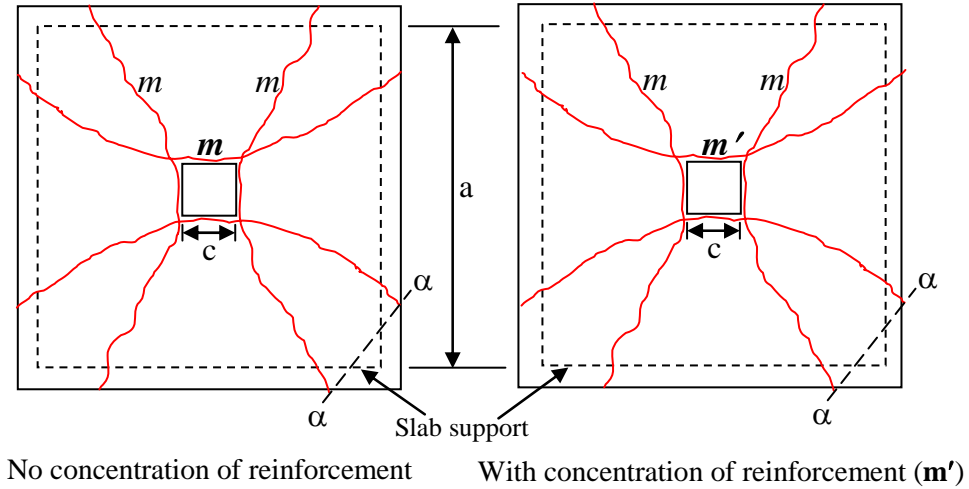 m
m
m
a
c
α
α
m
m
m′
c
α
α
Slab support
No concentration of reinforcement
With concentration of reinforcement (m′)